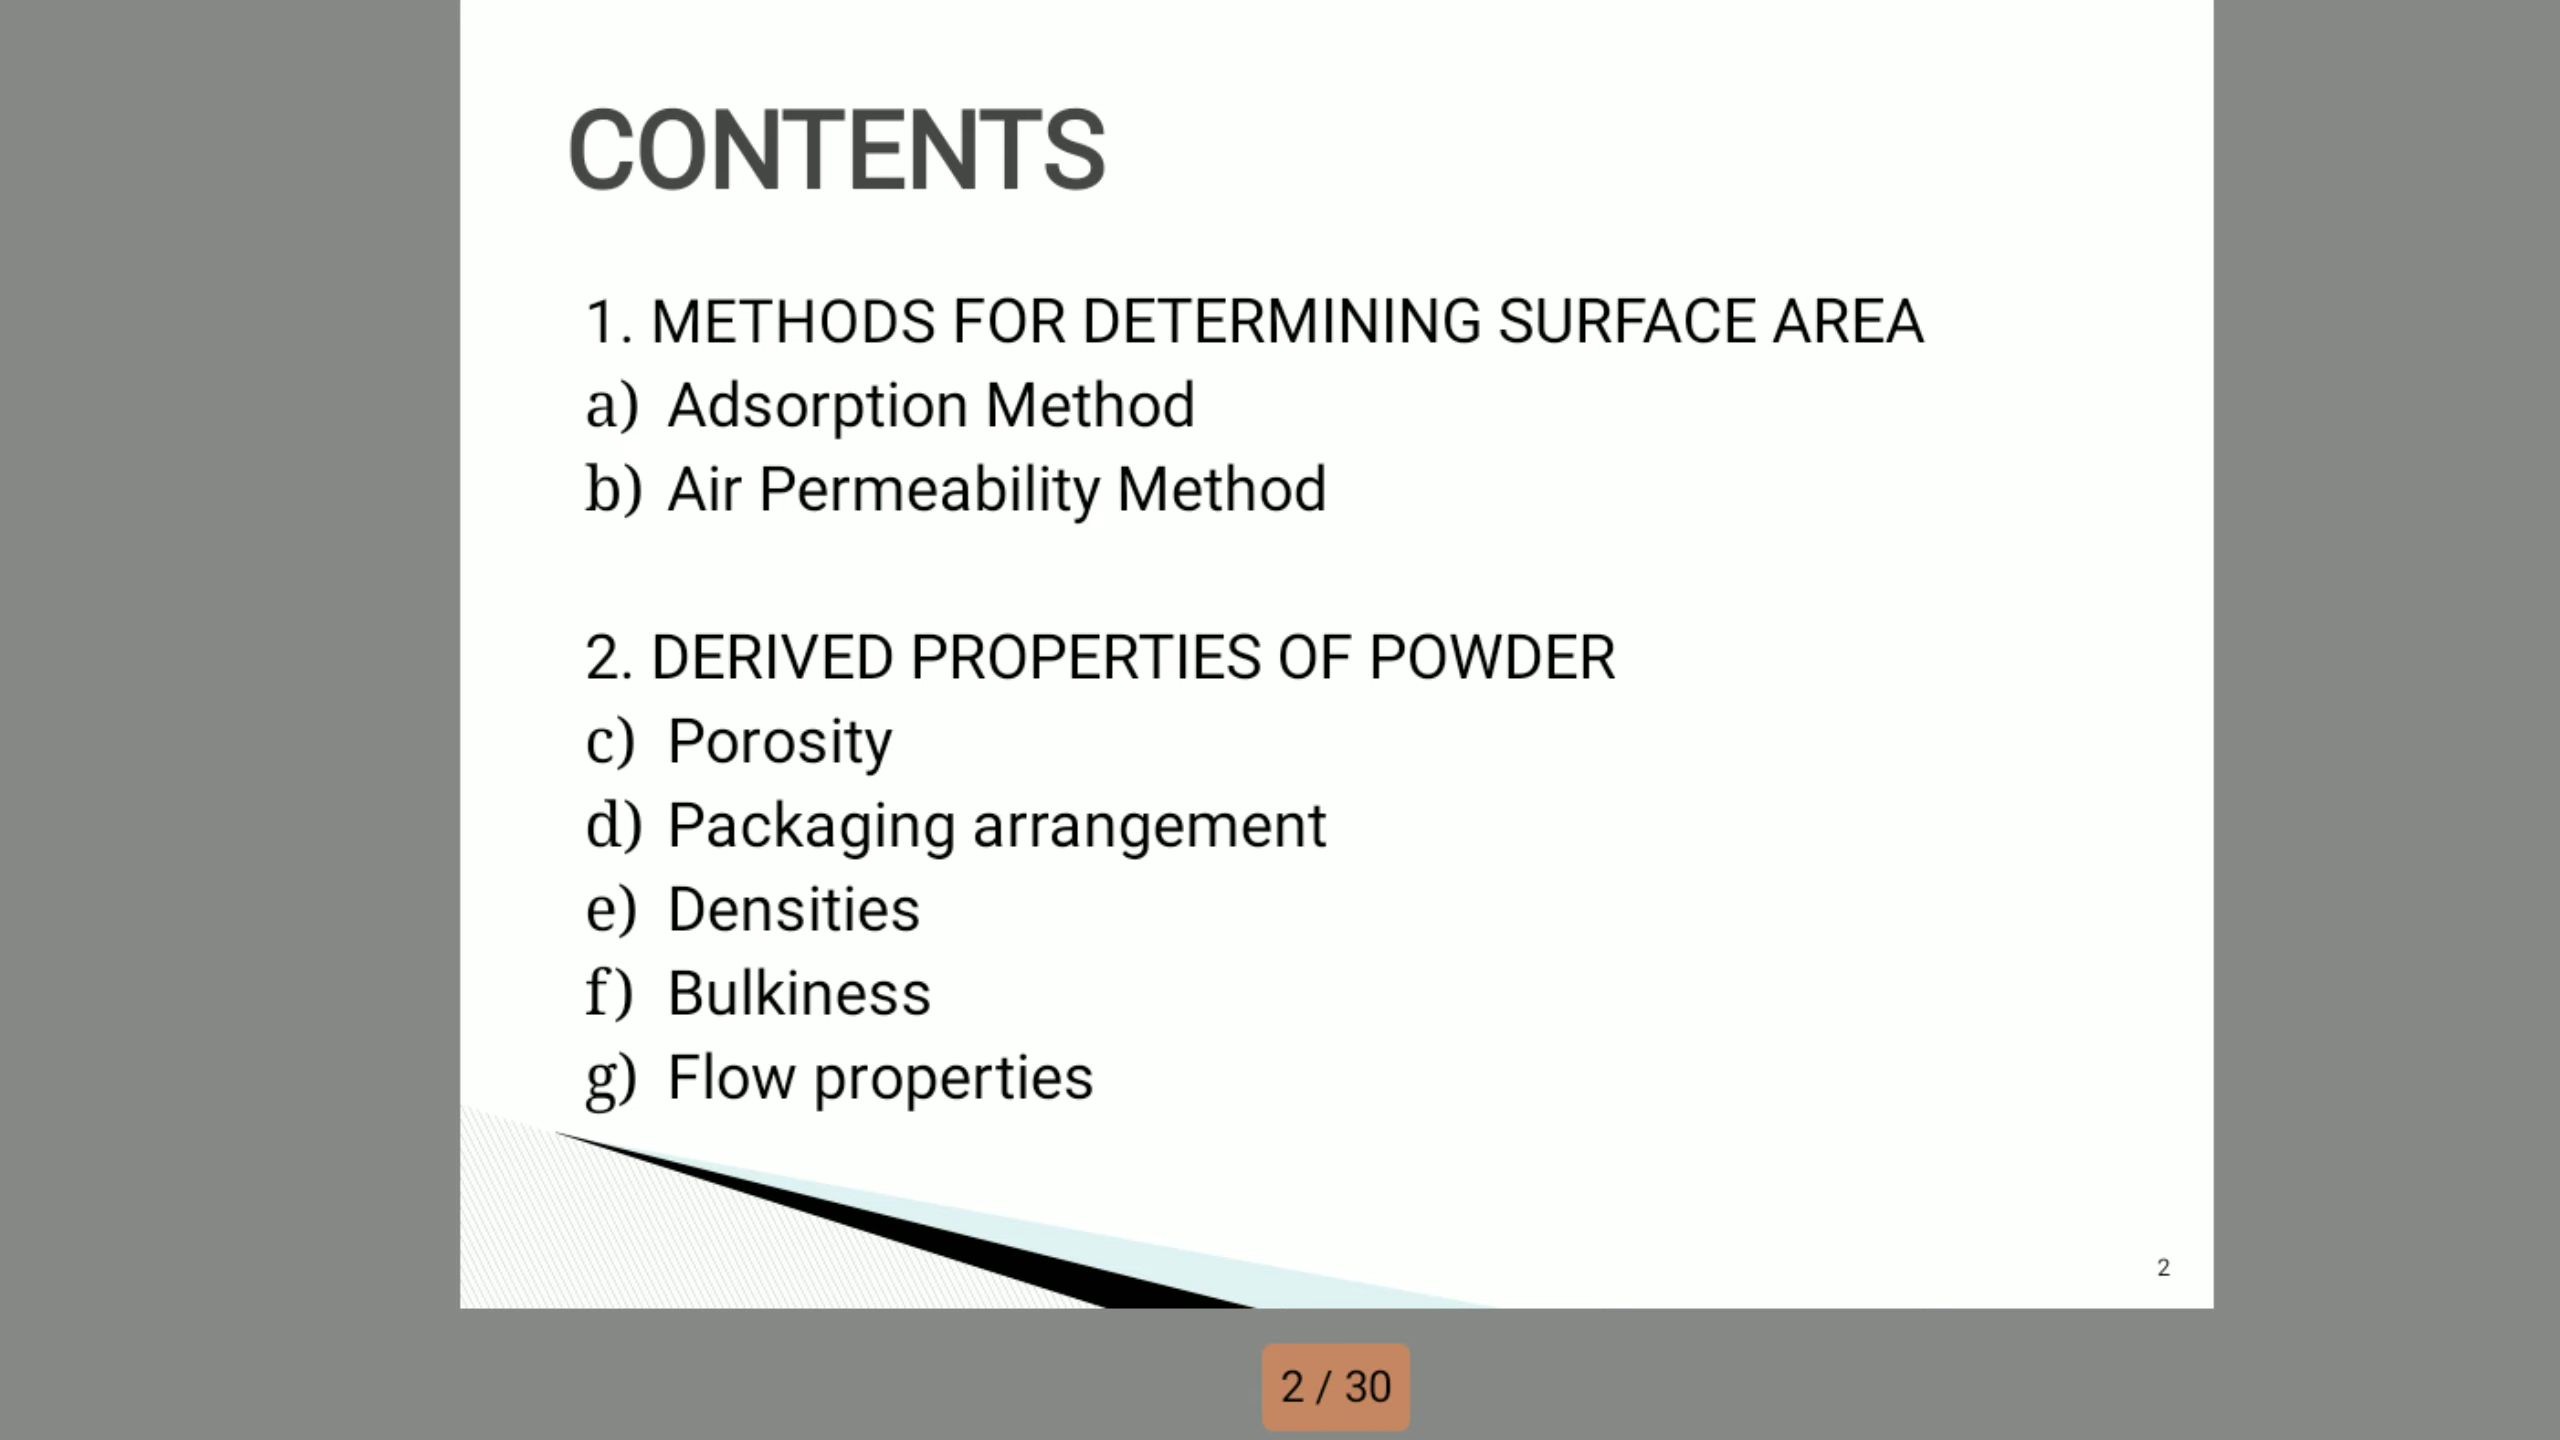 CONTENTS
1. METHODS FOR DETERMINING SURFACE AREA
a) Adsorption Method
b) Air Permeability Method
2. DERIVED PROPERTIES OF POWDER
c) Porosity
d) Packaging arrangement
e) Densities
f) Bulkiness
g) Flow properties
2
2 / 30